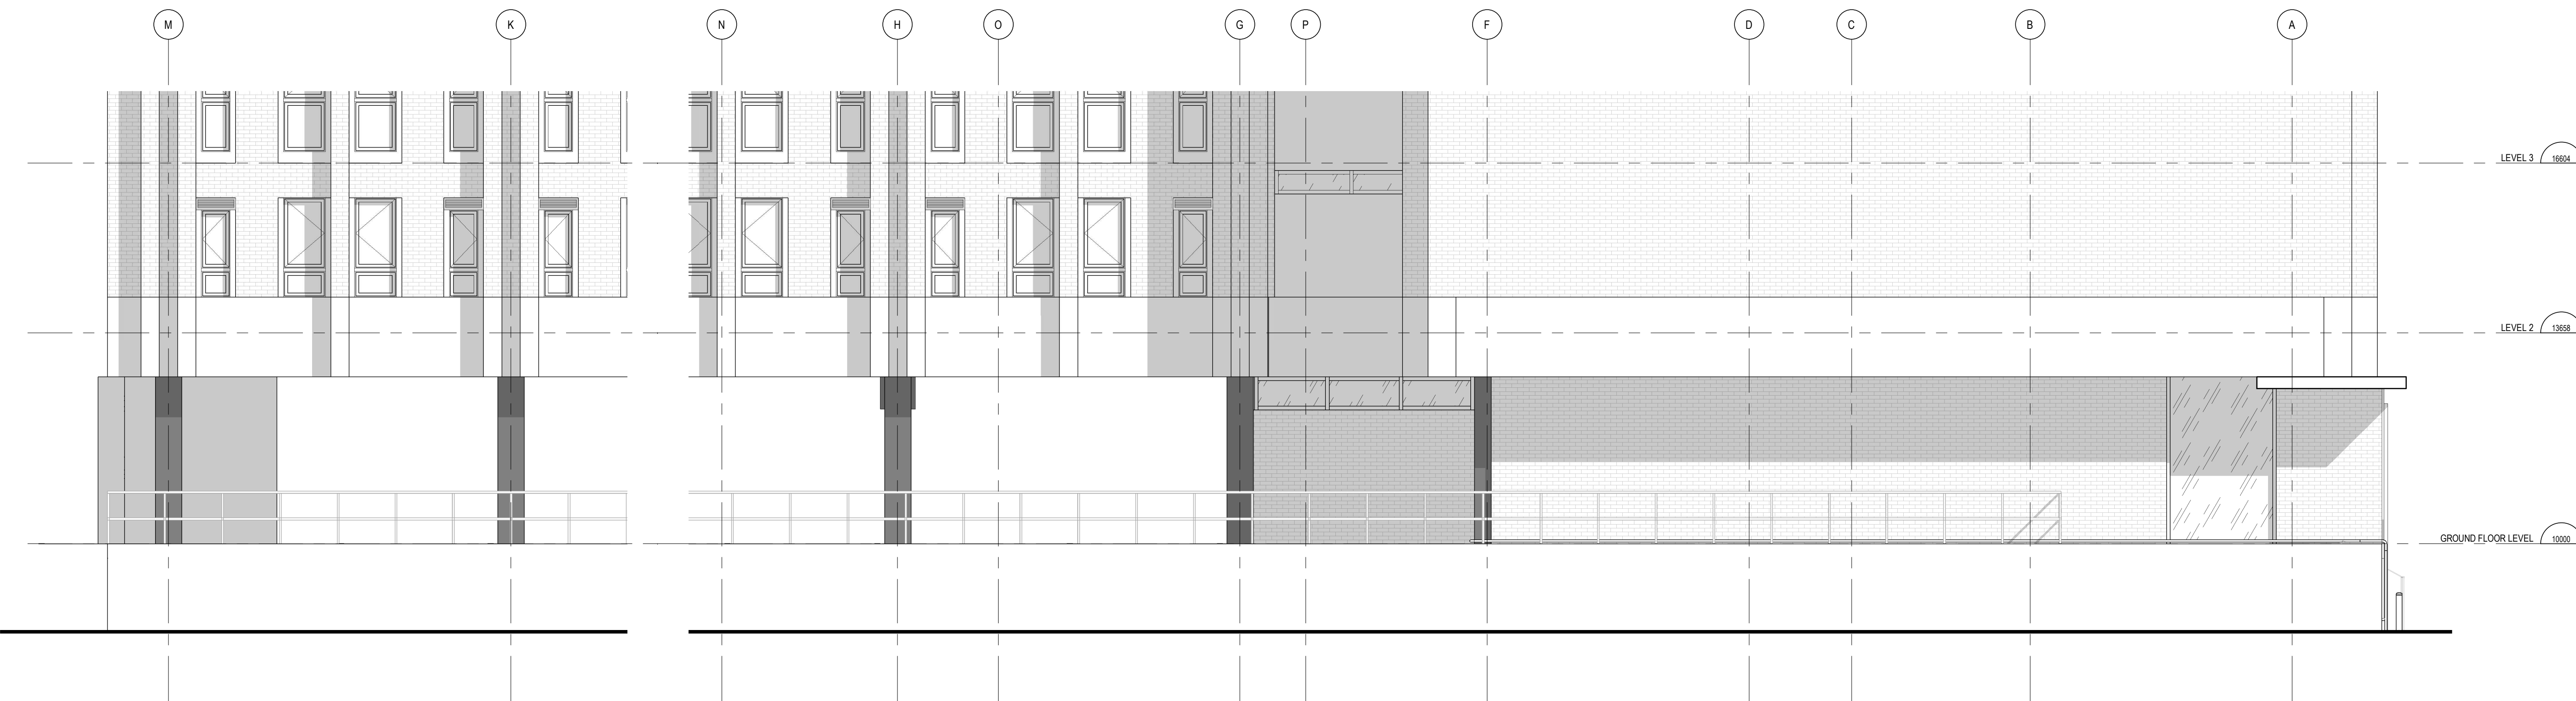 M K N H O G P F D C B A
LEVEL 3 16604
LEVEL 2 13658
GROUND FLOOR LEVEL 10000